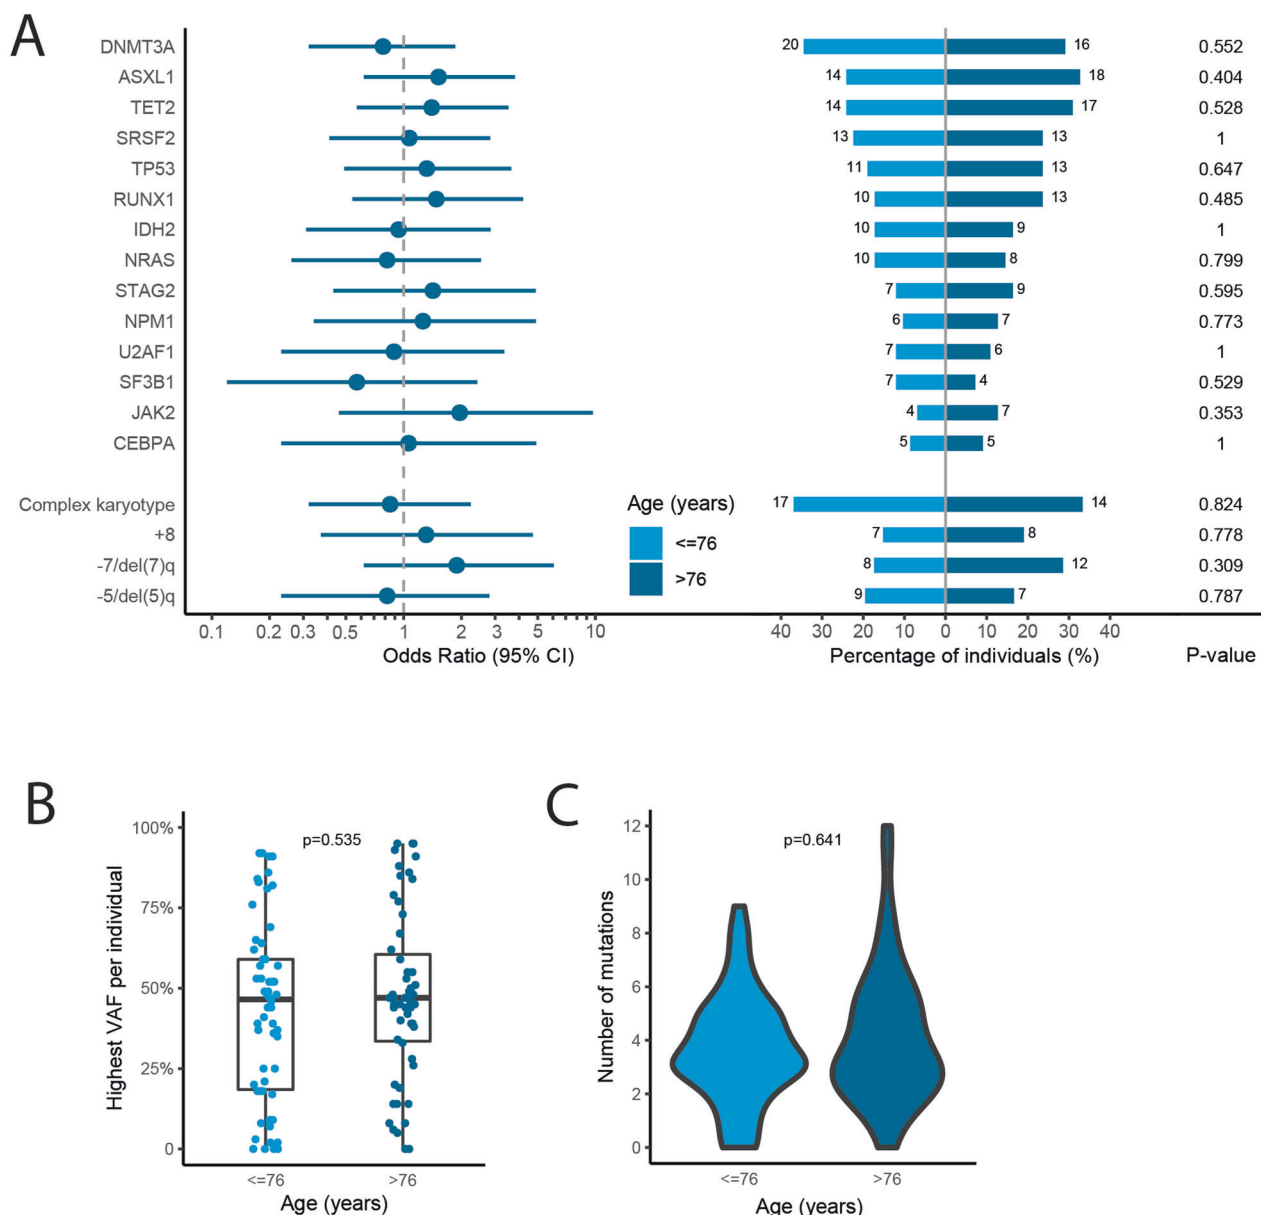 A
DNMT3A 20 16 0.552
ASXL1 14 18 0.404
TET2 14 17 0.528
SRSF2 13 13 1
TP53 11 13 0.647
RUNX1 10 13 0.485
IDH2 10 9 1
NRAS 10 8 0.799
STAG2 7 9 0.595
NPM1 6 7 0.773
U2AF1 7 6 1
SF3B1 7 4 0.529
JAK2 4 7 0.353
CEBPA 5 5 1
Complex karyotype 17 14 0.824
+8 7 8 0.778
-7/del(7)q 8 12 0.309
-5/del(5)q 9 7 0.787
Age (years)
<=76
>76
0.1 0.2 0.3 0.5 1 2 3 5 10 40 30 20 10 0 10 20 30 40
Odds Ratio (95% CI) Percentage of individuals (%) P-value
B
Highest VAF per individual
100%
75%
50%
25%
0
p=0.535
<=76 >76
Age (years)
C
Number of mutations
12
10
8
6
4
2
0
p=0.641
<=76 >76
Age (years)